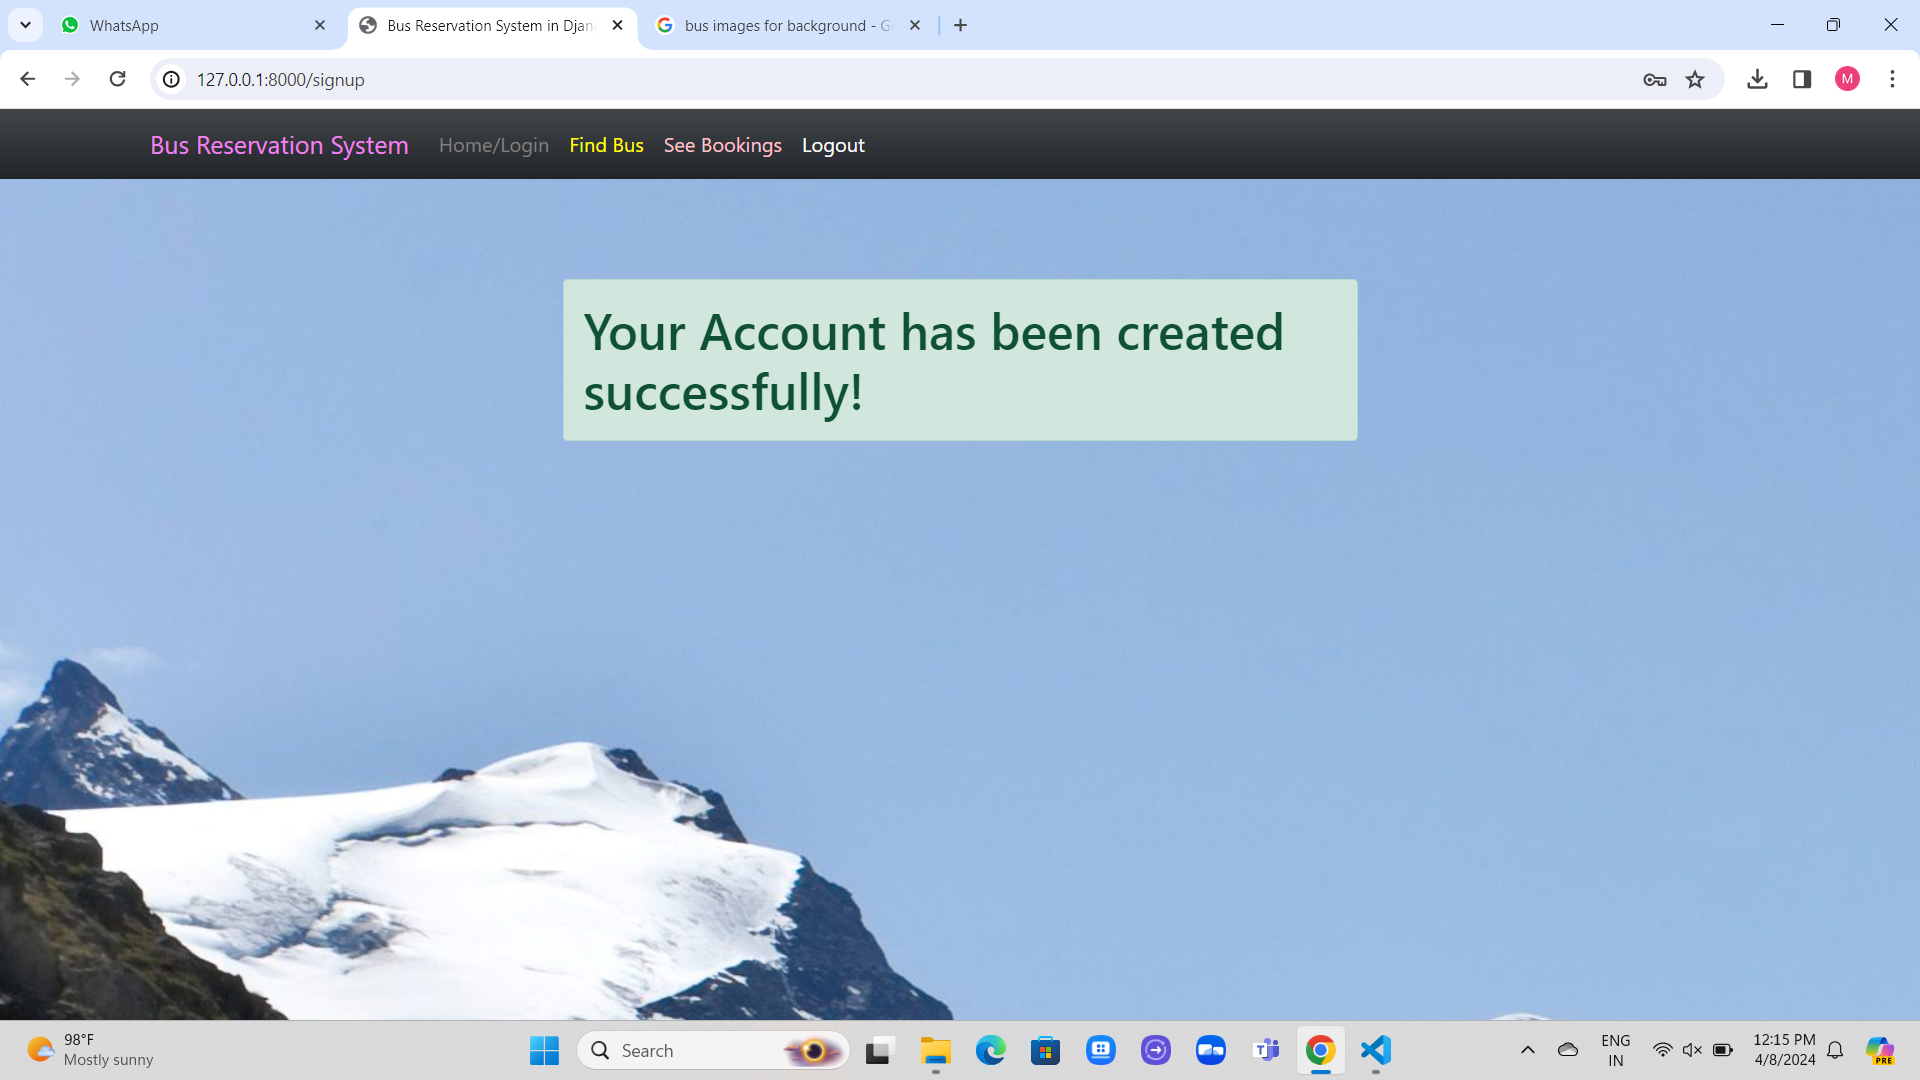 WhatsApp
Bus Reservation System in Djan
bus images for background - G
127.0.0.1:8000/signup
M
Bus Reservation System
Home/Login
Find Bus
See Bookings
Logout
Your Account has been created
successfully!
98°F
Mostly sunny
Search
T
ENG
IN
12:15 PM
4/8/2024
PRE